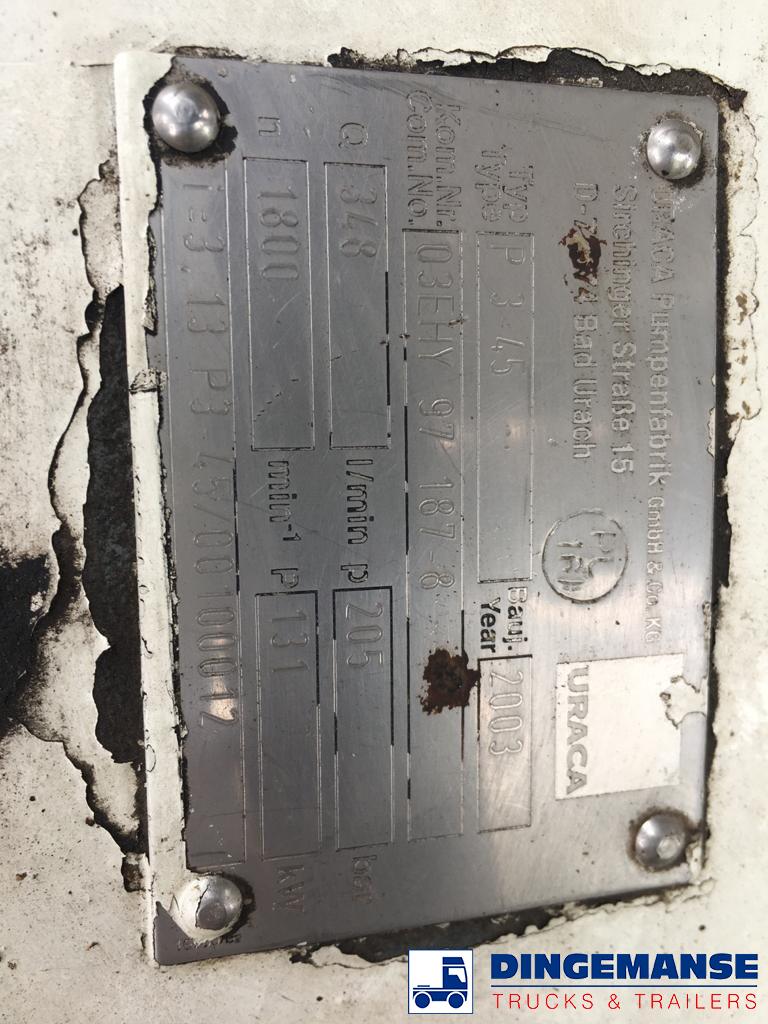 URACA Pumpenfabrik GmbH & Co. KG
Sirchinger Straße 15
Bad Urach
URACA
Typ P 3-45 Bauj. 2003
Type Year
Kom.Nr. 03EHY 97/187-8
Com.No.
Q 348 l/min p 205 bar
n 1800 min-1 P 131 kW
i=3,13 P3-45/00100012
DINGEMANSE
TRUCKS & TRAILERS